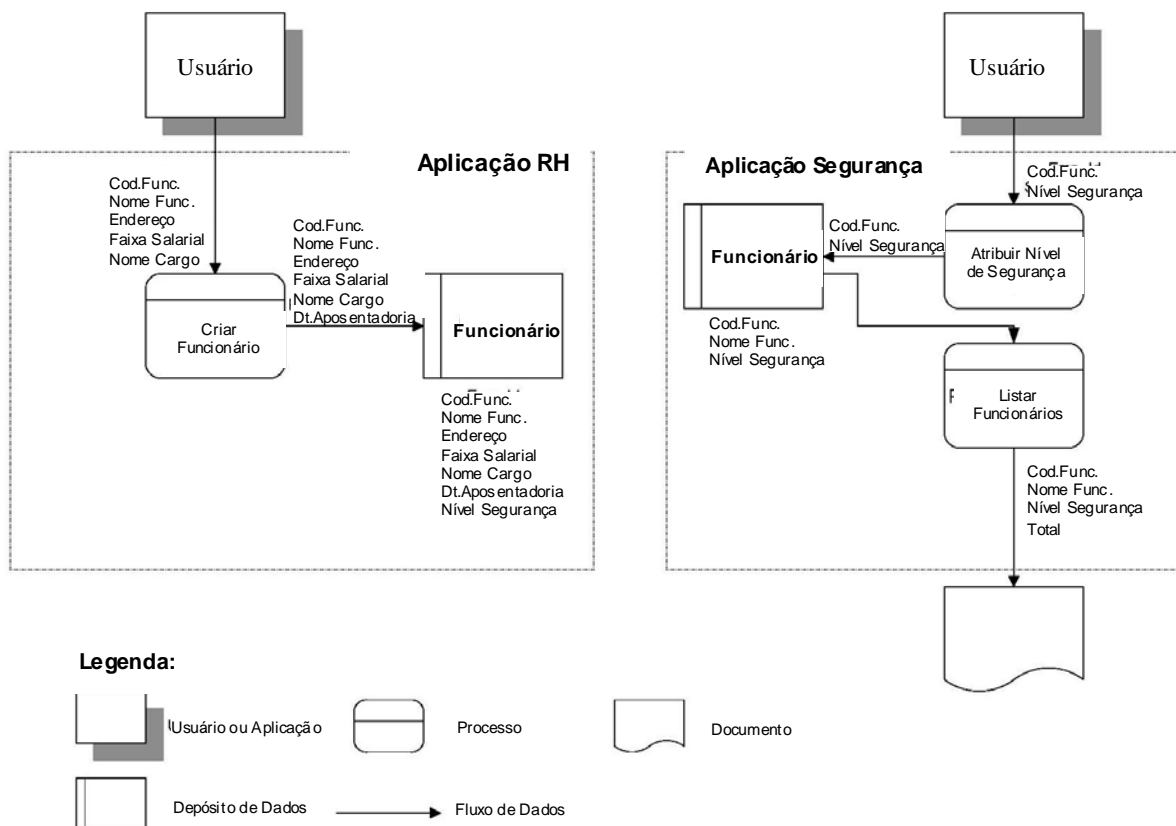 Usuário
Usuário
Aplicação RH
Cod.Func.
Nome Func.
Endereço
Faixa Salarial
Nome Cargo
Criar
Funcionário
Cod.Func.
Nome Func.
Endereço
Faixa Salarial
Nome Cargo
Dt.Aposentadoria
Funcionário
Cod.Func.
Nome Func.
Endereço
Faixa Salarial
Nome Cargo
Dt.Aposentadoria
Nível Segurança
Aplicação Segurança
Cod.Func.
Nível Segurança
Atribuir Nível
de Segurança
Cod.Func.
Nível Segurança
Funcionário
Cod.Func.
Nome Func.
Nível Segurança
Listar
Funcionários
Cod.Func.
Nome Func.
Nível Segurança
Total
Legenda:
Usuário ou Aplicação
Processo
Documento
Depósito de Dados
Fluxo de Dados